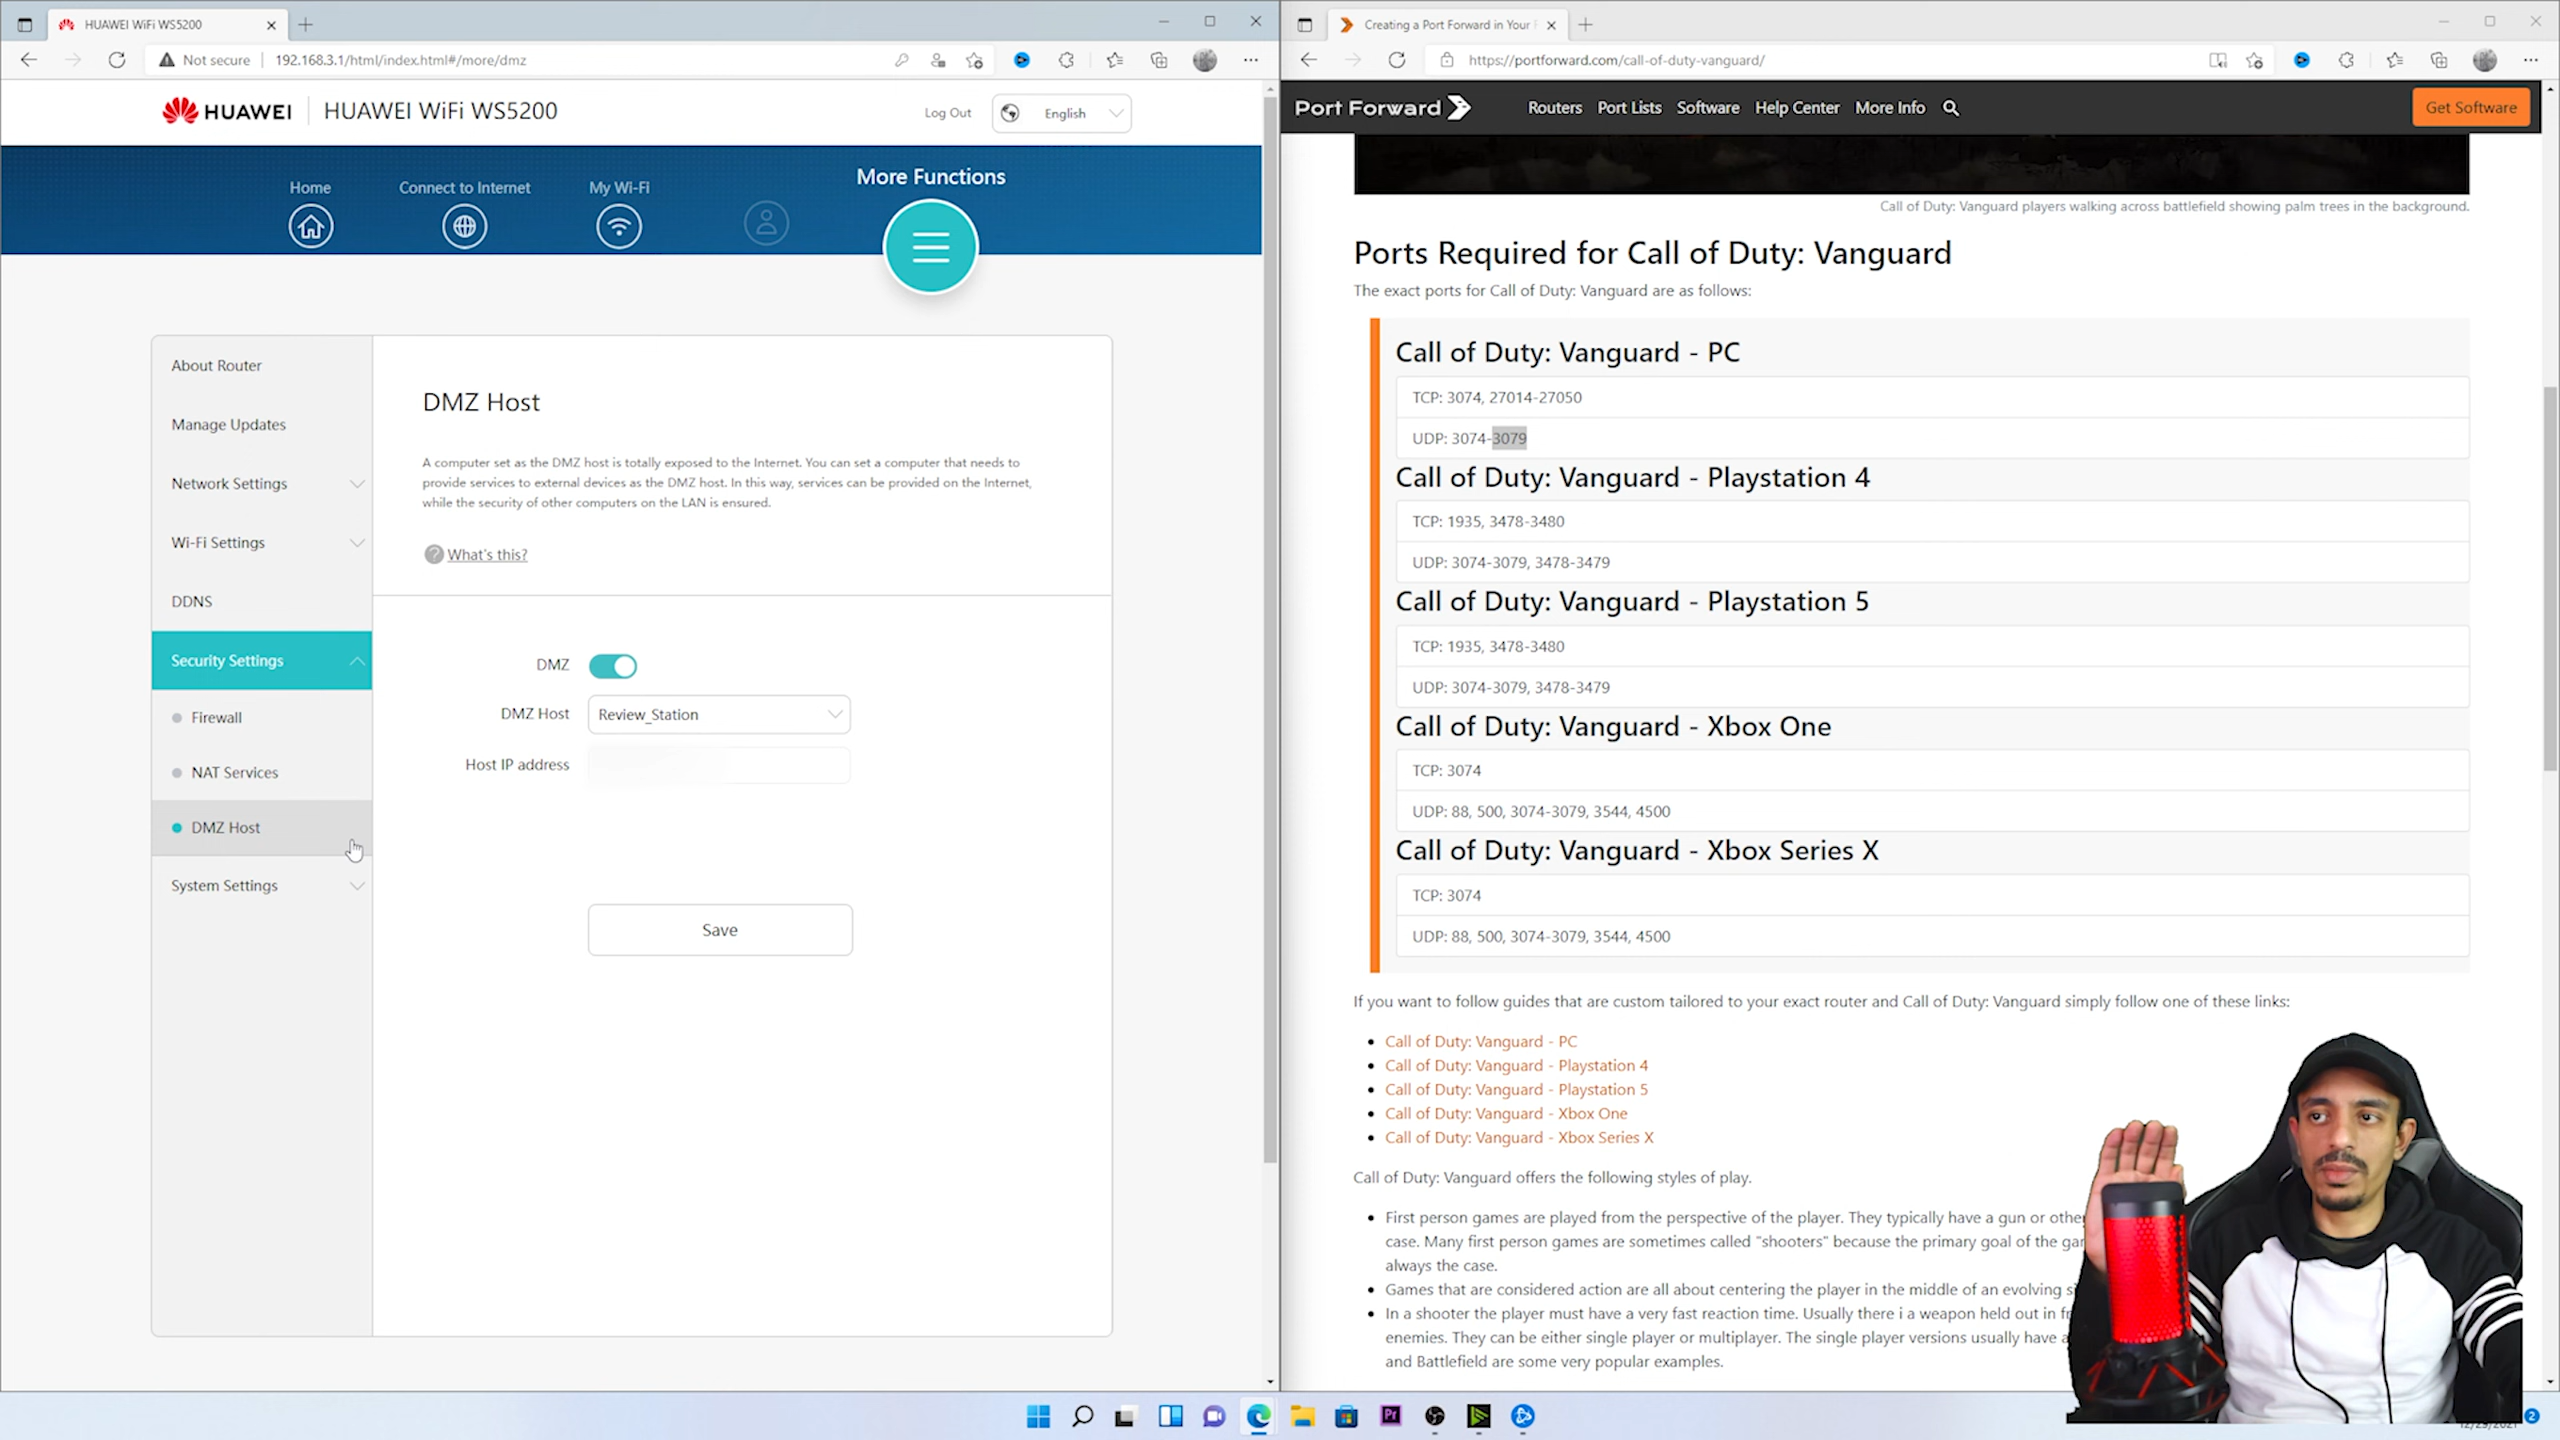 HUAWEI WiFi WS5200
Not secure
192.168.3.1/html/index.html#/more/dmz
HUAWEI
HUAWEI WiFi WS5200
Log Out
English
Home
Connect to Internet
My Wi-Fi
More Functions
About Router
Manage Updates
Network Settings
Wi-Fi Settings
DDNS
Security Settings
Firewall
NAT Services
DMZ Host
System Settings
DMZ Host
A computer set as the DMZ host is totally exposed to the Internet. You can set a computer that needs to
provide services to external devices as the DMZ host. In this way, services can be provided on the Internet,
while the security of other computers on the LAN is ensured.
What's this?
DMZ
DMZ Host
Review_Station
Host IP address
Save
Creating a Port Forward in Your
https://portforward.com/call-of-duty-vanguard/
Port Forward
Routers
Port Lists
Software
Help Center
More Info
Get Software
Call of Duty: Vanguard players walking across battlefield showing palm trees in the background.
Ports Required for Call of Duty: Vanguard
The exact ports for Call of Duty: Vanguard are as follows:
Call of Duty: Vanguard - PC
TCP: 3074, 27014-27050
UDP: 3074-3079
Call of Duty: Vanguard - Playstation 4
TCP: 1935, 3478-3480
UDP: 3074-3079, 3478-3479
Call of Duty: Vanguard - Playstation 5
TCP: 1935, 3478-3480
UDP: 3074-3079, 3478-3479
Call of Duty: Vanguard - Xbox One
TCP: 3074
UDP: 88, 500, 3074-3079, 3544, 4500
Call of Duty: Vanguard - Xbox Series X
TCP: 3074
UDP: 88, 500, 3074-3079, 3544, 4500
If you want to follow guides that are custom tailored to your exact router and Call of Duty: Vanguard simply follow one of these links:
Call of Duty: Vanguard - PC
Call of Duty: Vanguard - Playstation 4
Call of Duty: Vanguard - Playstation 5
Call of Duty: Vanguard - Xbox One
Call of Duty: Vanguard - Xbox Series X
Call of Duty: Vanguard offers the following styles of play.
First person games are played from the perspective of the player. They typically have a gun or othe
case. Many first person games are sometimes called "shooters" because the primary goal of the gar
always the case.
Games that are considered action are all about centering the player in the middle of an evolving s
In a shooter the player must have a very fast reaction time. Usually there i a weapon held out in fr
enemies. They can be either single player or multiplayer. The single player versions usually have a
and Battlefield are some very popular examples.
Pr
2